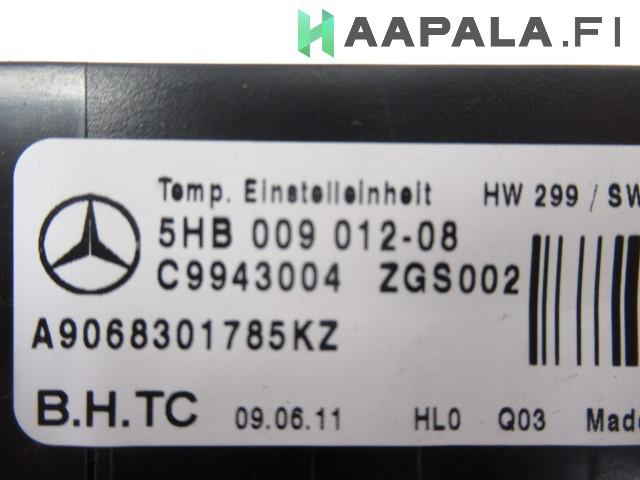 HAAPALA.FI
Temp. Einstelleinheit HW 299 / SW
5HB 009 012-08
C9943004 ZGS002
A9068301785KZ
B.H.TC 09.06.11 HL0 Q03 Made